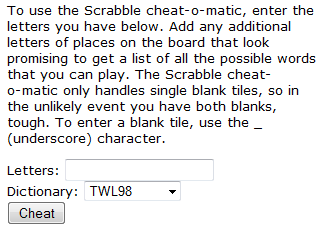 To use the Scrabble cheat-o-matic, enter the
letters you have below. Add any additional
letters of places on the board that look
promising to get a list of all the possible words
that you can play. The Scrabble cheat-
o-matic only handles single blank tiles, so in
the unlikely event you have both blanks,
tough. To enter a blank tile, use the _
(underscore) character.
Letters:
Dictionary: TWL98
Cheat